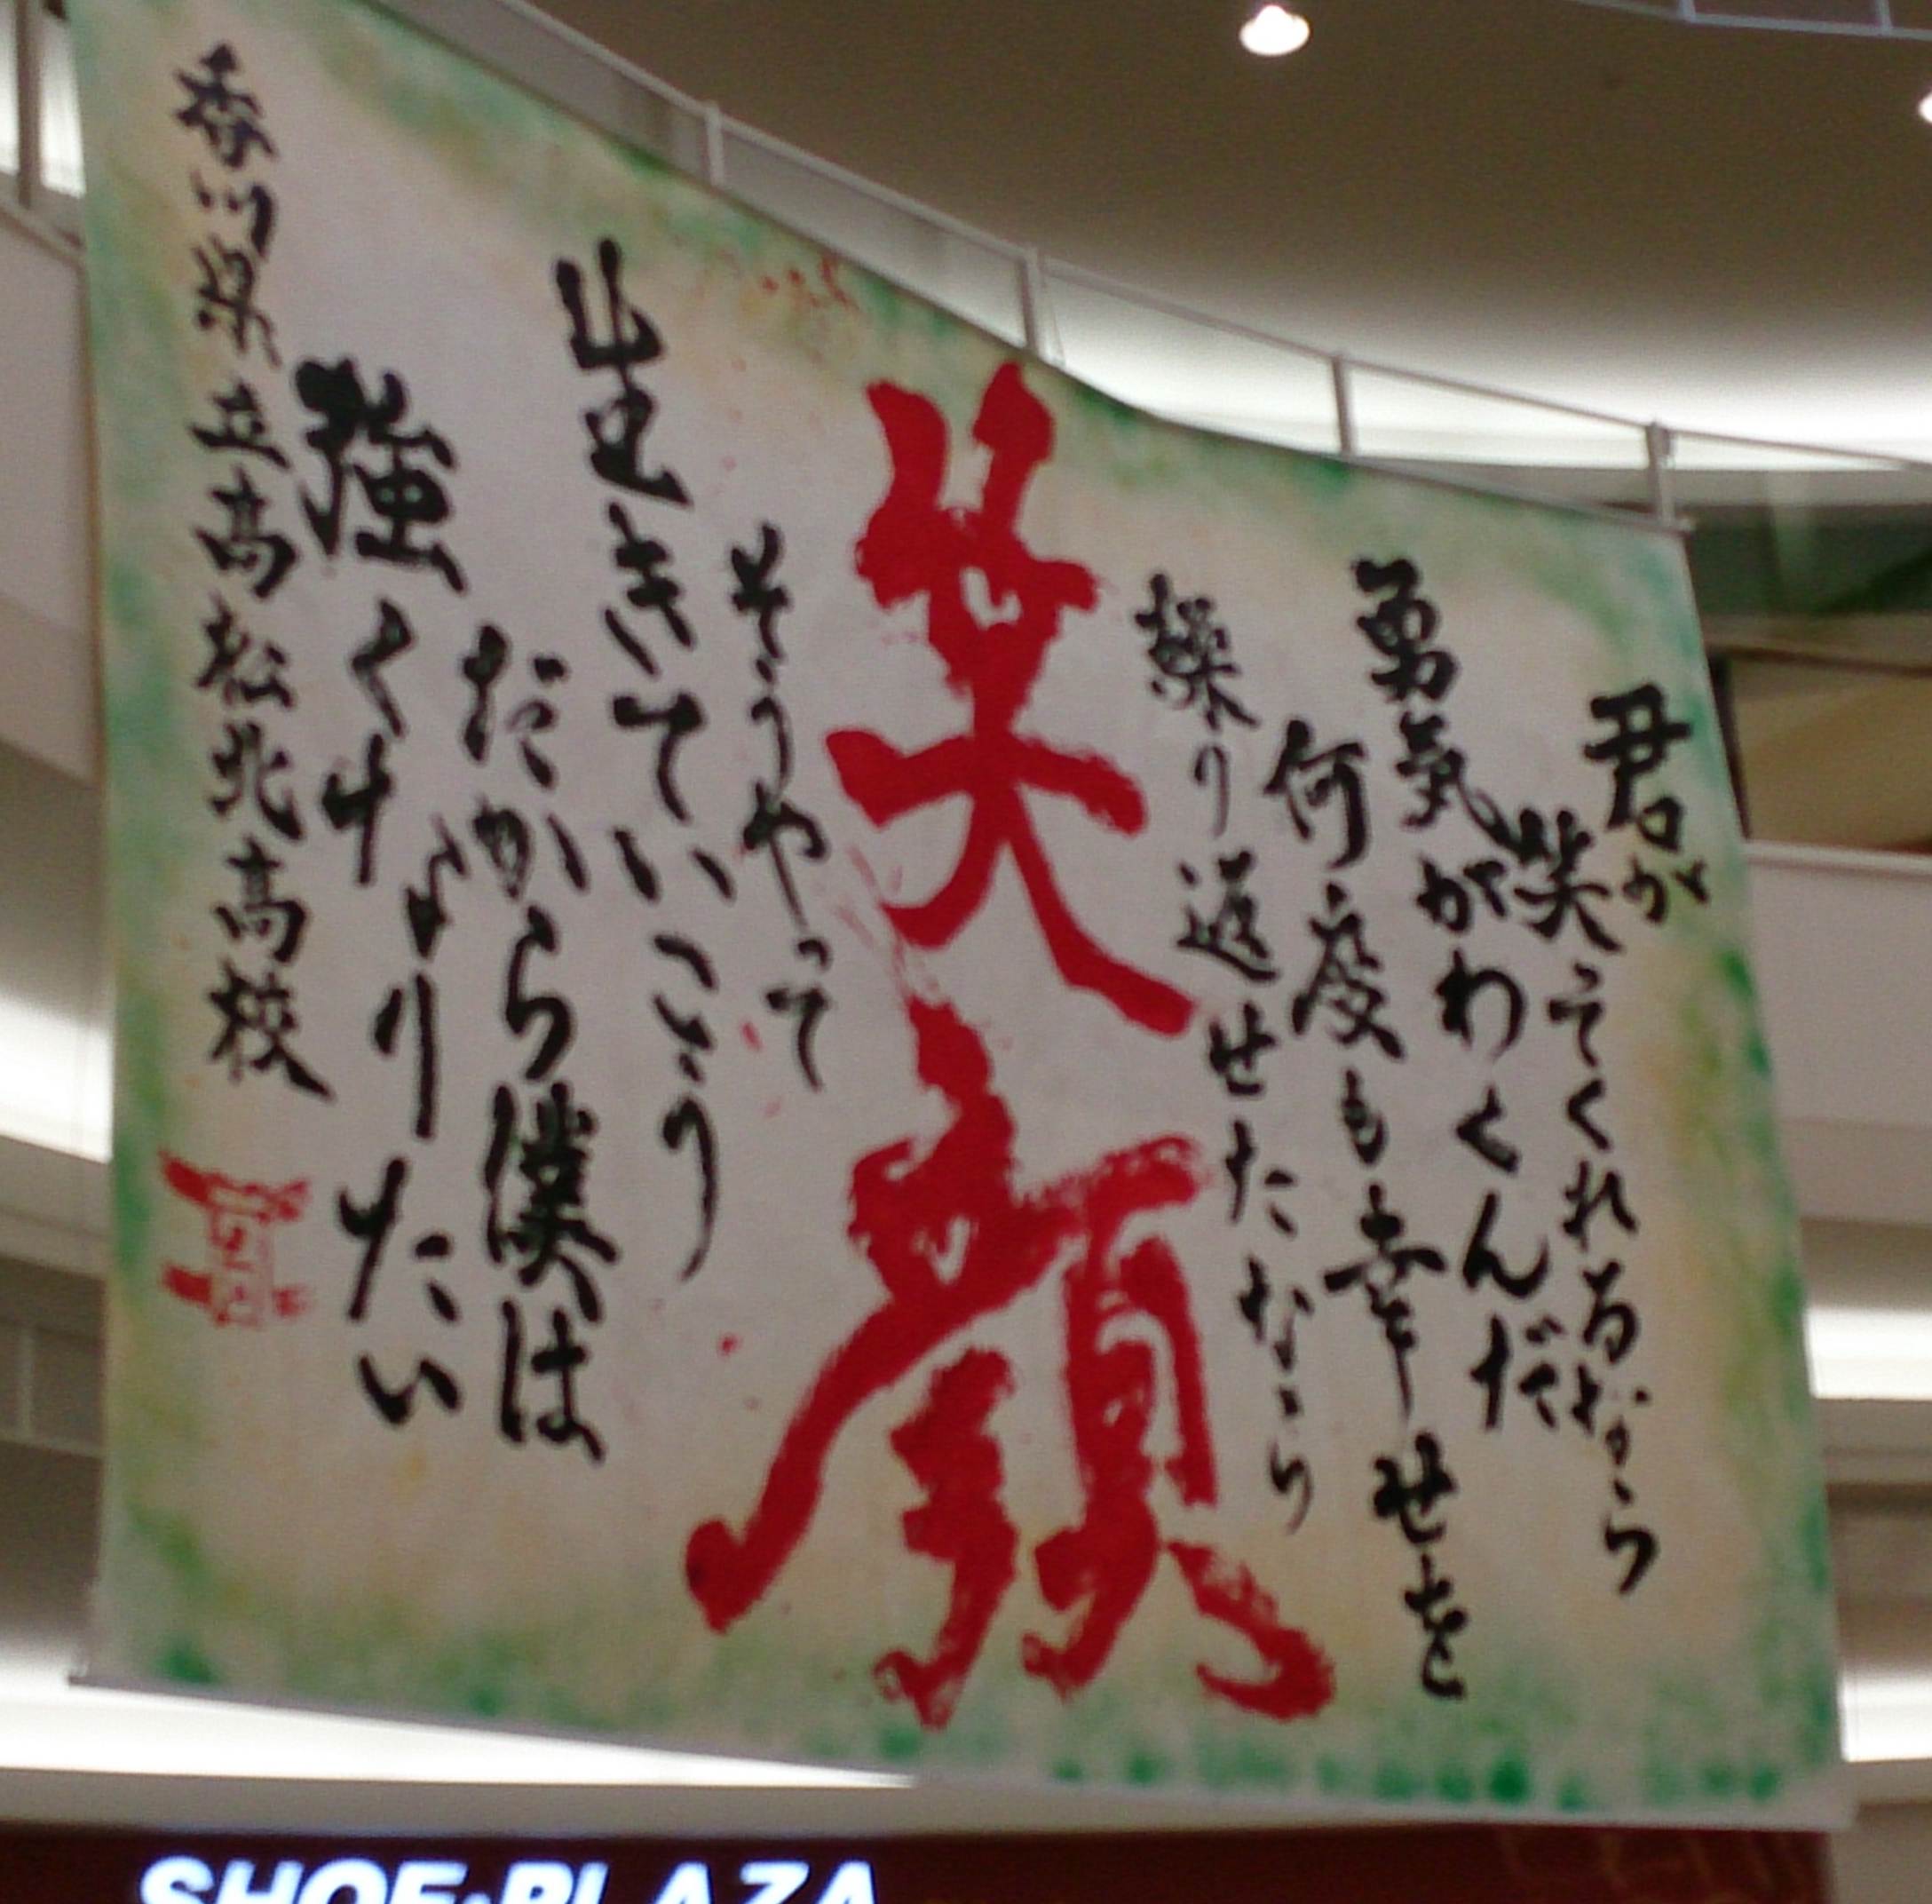 君が
笑ってくれるなら
勇気がわくんだ
何度も幸せを
繰り返せたなら
笑顔
そうやって
生きていこう
だから僕は
強くなりたい
香川県立高松北高校
SHOE・PLAZA